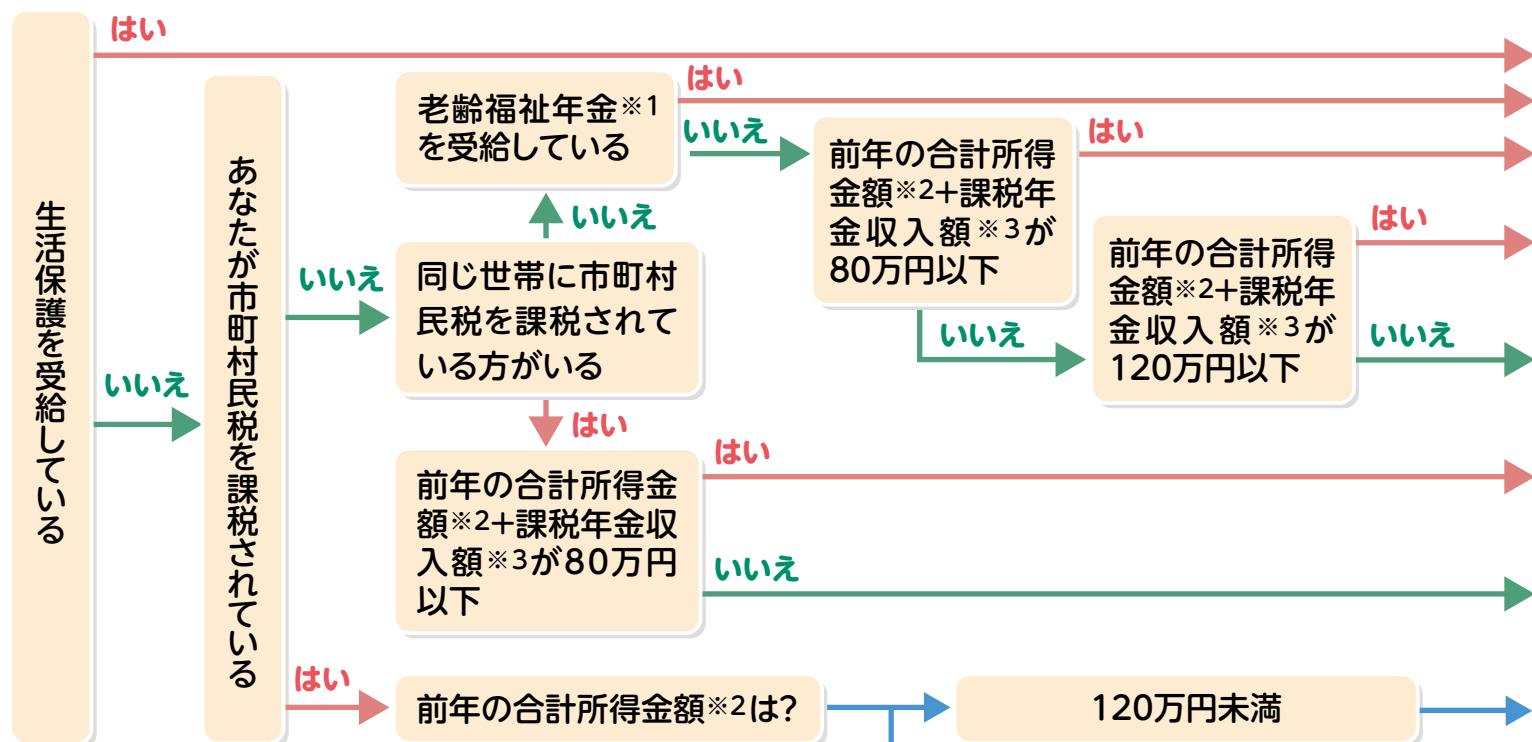 生活保護を受給している
はい
いいえ
あなたが市町村民税を課税されている
いいえ
はい
同じ世帯に市町村
民税を課税されて
いる方がいる
いいえ
はい
老齢福祉年金※1
を受給している
はい
いいえ
前年の合計所得
金額※2+課税年
金収入額※3が
80万円以下
はい
いいえ
前年の合計所得
金額※2+課税年
金収入額※3が
120万円以下
はい
いいえ
前年の合計所得金
額※2+課税年金収
入額※3が80万円
以下
はい
いいえ
前年の合計所得金額※2は?
120万円未満